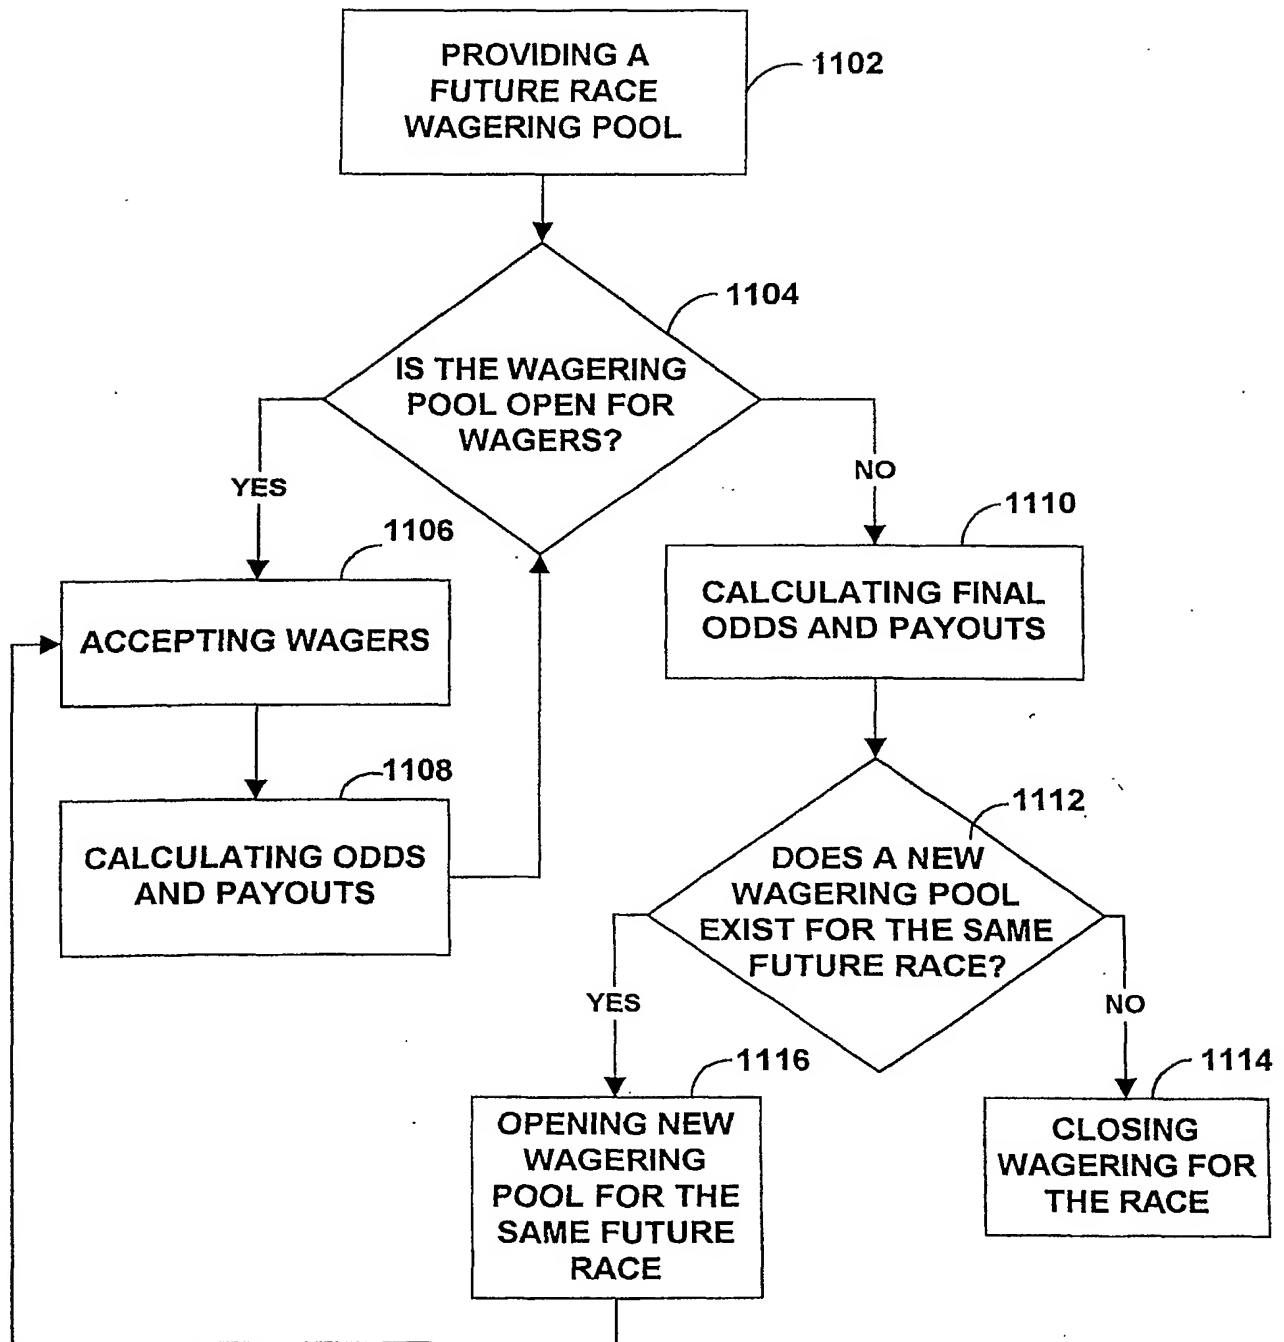 PROVIDING A
FUTURE RACE
WAGERING POOL
1102
1104
IS THE WAGERING
POOL OPEN FOR
WAGERS?
YES
NO
1106
ACCEPTING WAGERS
1110
CALCULATING FINAL
ODDS AND PAYOUTS
1108
CALCULATING ODDS
AND PAYOUTS
1112
DOES A NEW
WAGERING POOL
EXIST FOR THE SAME
FUTURE RACE?
YES
NO
1116
OPENING NEW
WAGERING
POOL FOR THE
SAME FUTURE
RACE
1114
CLOSING
WAGERING FOR
THE RACE